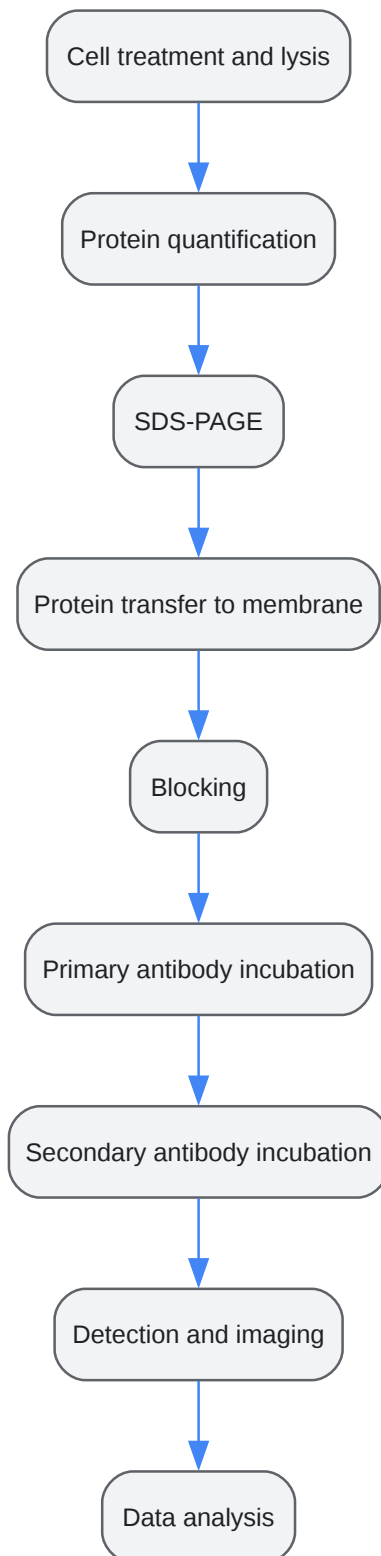 Cell treatment and lysis
Protein quantification
SDS-PAGE
Protein transfer to membrane
Blocking
Primary antibody incubation
Secondary antibody incubation
Detection and imaging
Data analysis